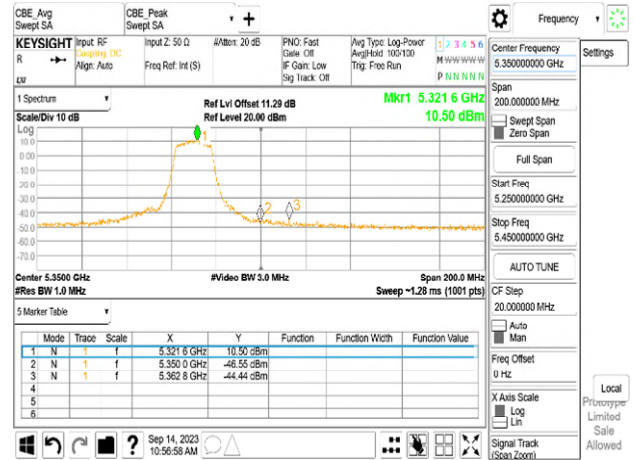 CBE_Avg
Swept SA
CBE_Peak
Swept SA
Frequency
KEYSIGHT
Input: RF
Input Z: 50 Ω
#Atten: 20 dB
PNO: Fast
Avg Type: Log-Power
1 2 3 4 5 6
R
Coupling: DC
Gate: Off
Avg|Hold: 100/100
M W W W W W
Align: Auto
Freq Ref: Int (S)
IF Gain: Low
Trig: Free Run
P N N N N N
Sig Track: Off
Center Frequency
5.350000000 GHz
Settings
Span
200.000000 MHz
Swept Span
Zero Span
Full Span
Start Freq
5.250000000 GHz
Stop Freq
5.450000000 GHz
AUTO TUNE
CF Step
20.000000 MHz
Auto
Man
Freq Offset
0 Hz
X Axis Scale
Log
Lin
Signal Track
(Span Zoom)
Local
Prototype
Limited
Sale
Allowed
1 Spectrum
Ref Lvl Offset 11.29 dB
Mkr1 5.321 6 GHz
Scale/Div 10 dB
Ref Level 20.00 dBm
10.50 dBm
Log
10.0
0.00
-10.0
-20.0
-30.0
-40.0
-50.0
-60.0
-70.0
1
2
3
Center 5.3500 GHz
#Video BW 3.0 MHz
Span 200.0 MHz
#Res BW 1.0 MHz
Sweep ~1.28 ms (1001 pts)
5 Marker Table
Mode Trace Scale X Y Function Function Width Function Value
1 N 1 f 5.321 6 GHz 10.50 dBm
2 N 1 f 5.350 0 GHz -46.55 dBm
3 N 1 f 5.362 8 GHz -44.44 dBm
4
5
6
Sep 14, 2023
10:56:58 AM